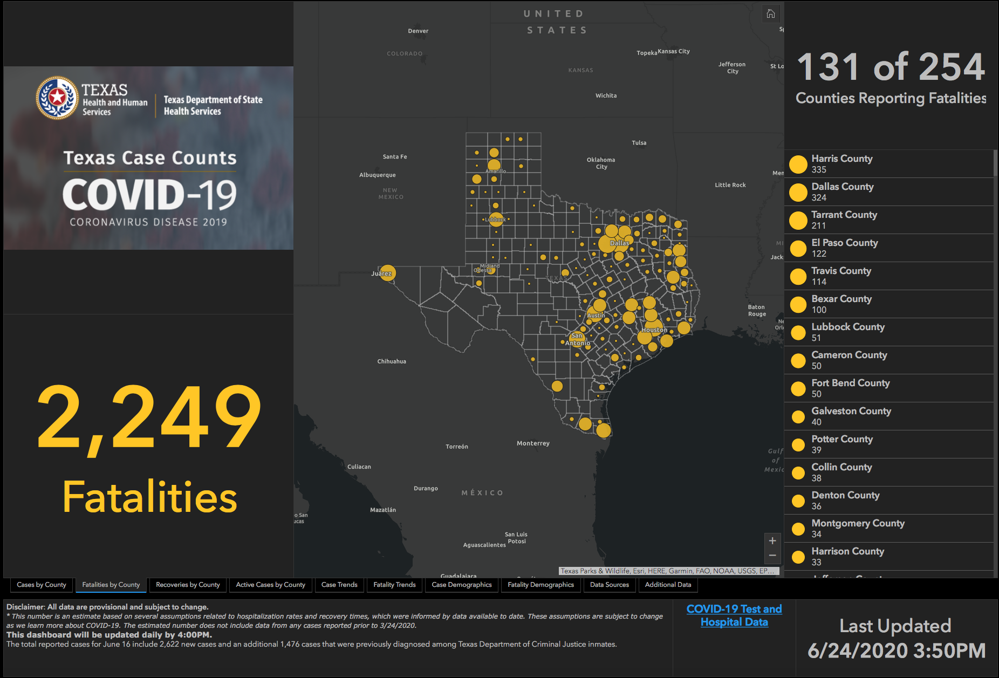 TEXAS
Health and Human
Services
Texas Department of State
Health Services
Texas Case Counts
COVID-19
CORONAVIRUS DISEASE 2019
2,249
Fatalities
UNITED
STATES
Denver
COLORADO
Topeka
Kansas City
Jefferson
City
St Lo
KANSAS
Wichita
Tulsa
Santa Fe
Oklahoma
City
Albuquerque
Amarillo
Mem
NEW
MEXICO
Little Rock
Lubbock
Dallas
MI
Jack
Midland
Odessa
Juárez
TEXAS
Baton
Rouge
Austin
Ne
Orl
Houston
San
Antonio
Chihuahua
Torreón
Monterrey
Gulf
of
Mexic
Culiacan
Durango
MÉXICO
Mazatlán
o San
ucas
San Luis
Potosi
Aguascalientes
Guadalajara
+
−
Texas Parks & Wildlife, Esri, HERE, Garmin, FAO, NOAA, USGS, EP...
131 of 254
Counties Reporting Fatalities
Harris County
335
Dallas County
324
Tarrant County
211
El Paso County
122
Travis County
114
Bexar County
100
Lubbock County
51
Cameron County
50
Fort Bend County
50
Galveston County
40
Potter County
39
Collin County
38
Denton County
36
Montgomery County
34
Harrison County
33
Cases by County
Fatalities by County
Recoveries by County
Active Cases by County
Case Trends
Fatality Trends
Case Demographics
Fatality Demographics
Data Sources
Additional Data
Disclaimer: All data are provisional and subject to change.
* This number is an estimate based on several assumptions related to hospitalization rates and recovery times, which were informed by data available to date. These assumptions are subject to change
as we learn more about COVID-19. The estimated number does not include data from any cases reported prior to 3/24/2020.
This dashboard will be updated daily by 4:00PM.
The total reported cases for June 16 include 2,622 new cases and an additional 1,476 cases that were previously diagnosed among Texas Department of Criminal Justice inmates.
COVID-19 Test and
Hospital Data
Last Updated
6/24/2020 3:50PM